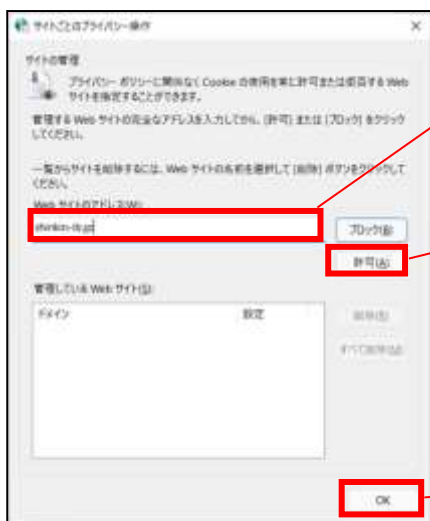 サイトごとのプライバシー操作
サイトの管理
プライバシー ポリシーに関係なく Cookie の使用を常に許可または拒否する Web
サイトを指定することができます。
管理する Web サイトの完全なアドレスを入力してから、[許可] または [ブロック] をクリック
してください。
一覧からサイトを削除するには、Web サイトの名前を選択して [削除] ボタンをクリックして
ください。
Web サイトのアドレス(W):
shinkin-ib.jp
ブロック(B)
許可(A)
管理している Web サイト(S):
ドメイン
設定
削除(R)
すべて削除(M)
OK